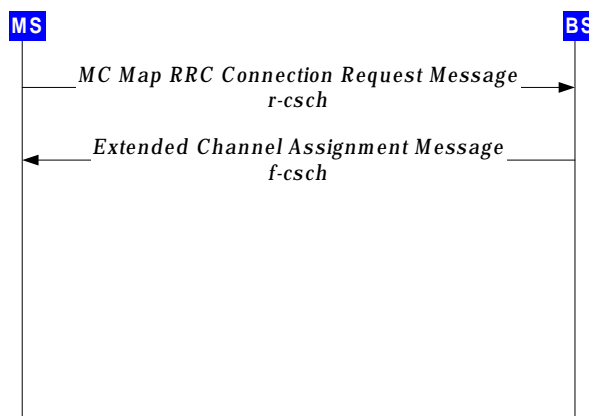 MS
BS
MC Map RRC Connection Request Message
r-csch
Extended Channel Assignment Message
f-csch